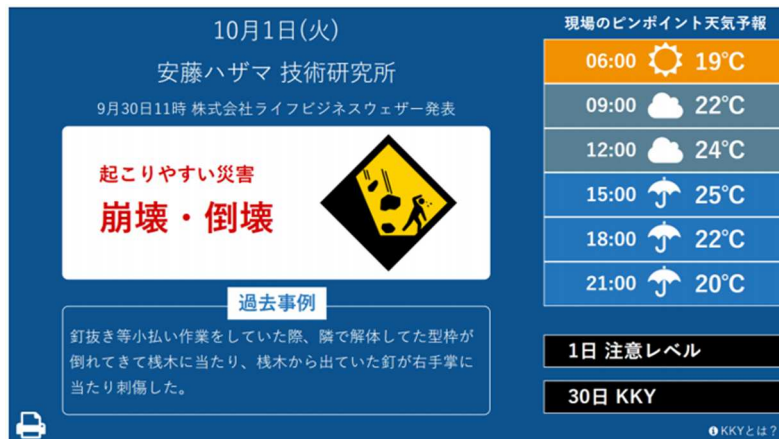 10月1日(火)
安藤ハザマ 技術研究所
9月30日11時 株式会社ライフビジネスウェザー発表
起こりやすい災害
崩壊・倒壊
過去事例
釘抜き等小払い作業をしていた際、隣で解体してた型枠が
倒れてきて桟木に当たり、桟木から出ていた釘が右手掌に
当たり刺傷した。
現場のピンポイント天気予報
06:00 19℃
09:00 22℃
12:00 24℃
15:00 25℃
18:00 22℃
21:00 20℃
1日 注意レベル
30日 KKY
KKYとは?